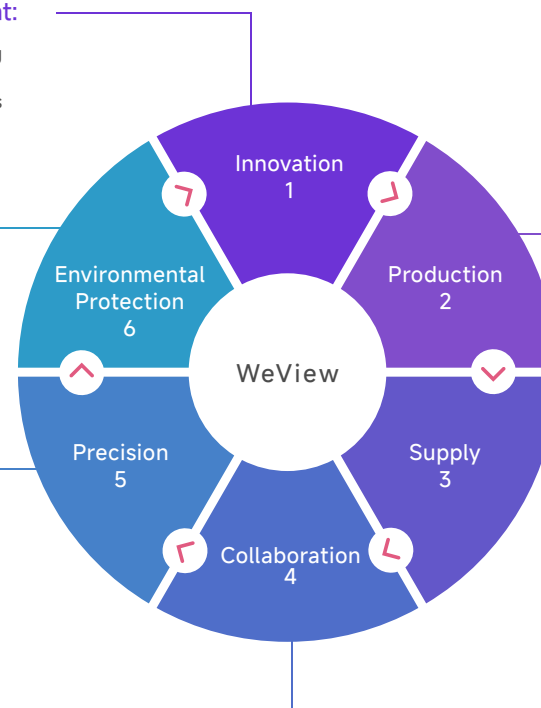 Innovation
1
Production
2
Environmental
Protection
6
WeView
Precision
5
Supply
3
Collaboration
4